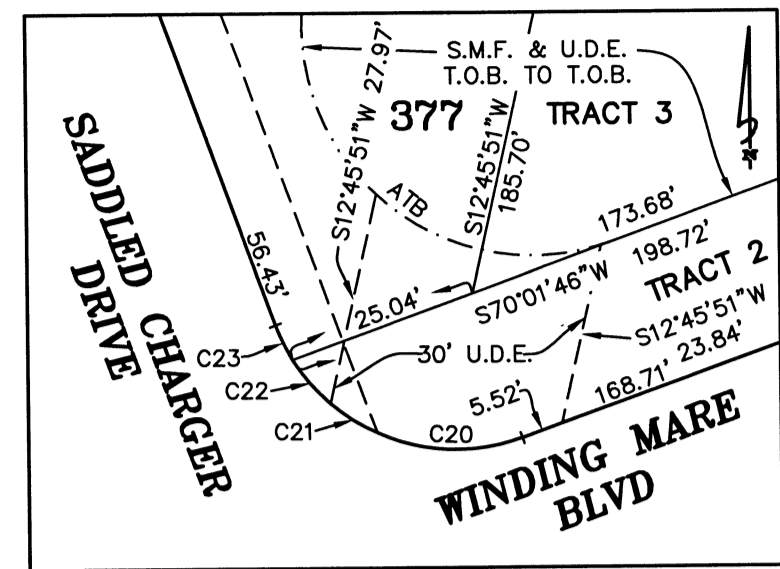 S.M.F. & U.D.E.
T.O.B. TO T.O.B.
377
TRACT 3
S12°45'51"W 27.97'
S12°45'51"W
185.70'
ATB
173.68'
198.72'
S70°01'46"W
TRACT 2
S12°45'51"W
23.84'
SADDLED CHARGER
DRIVE
56.43'
25.04'
30' U.D.E.
C23
C22
C21
C20
5.52'
168.71'
WINDING MARE
BLVD
N